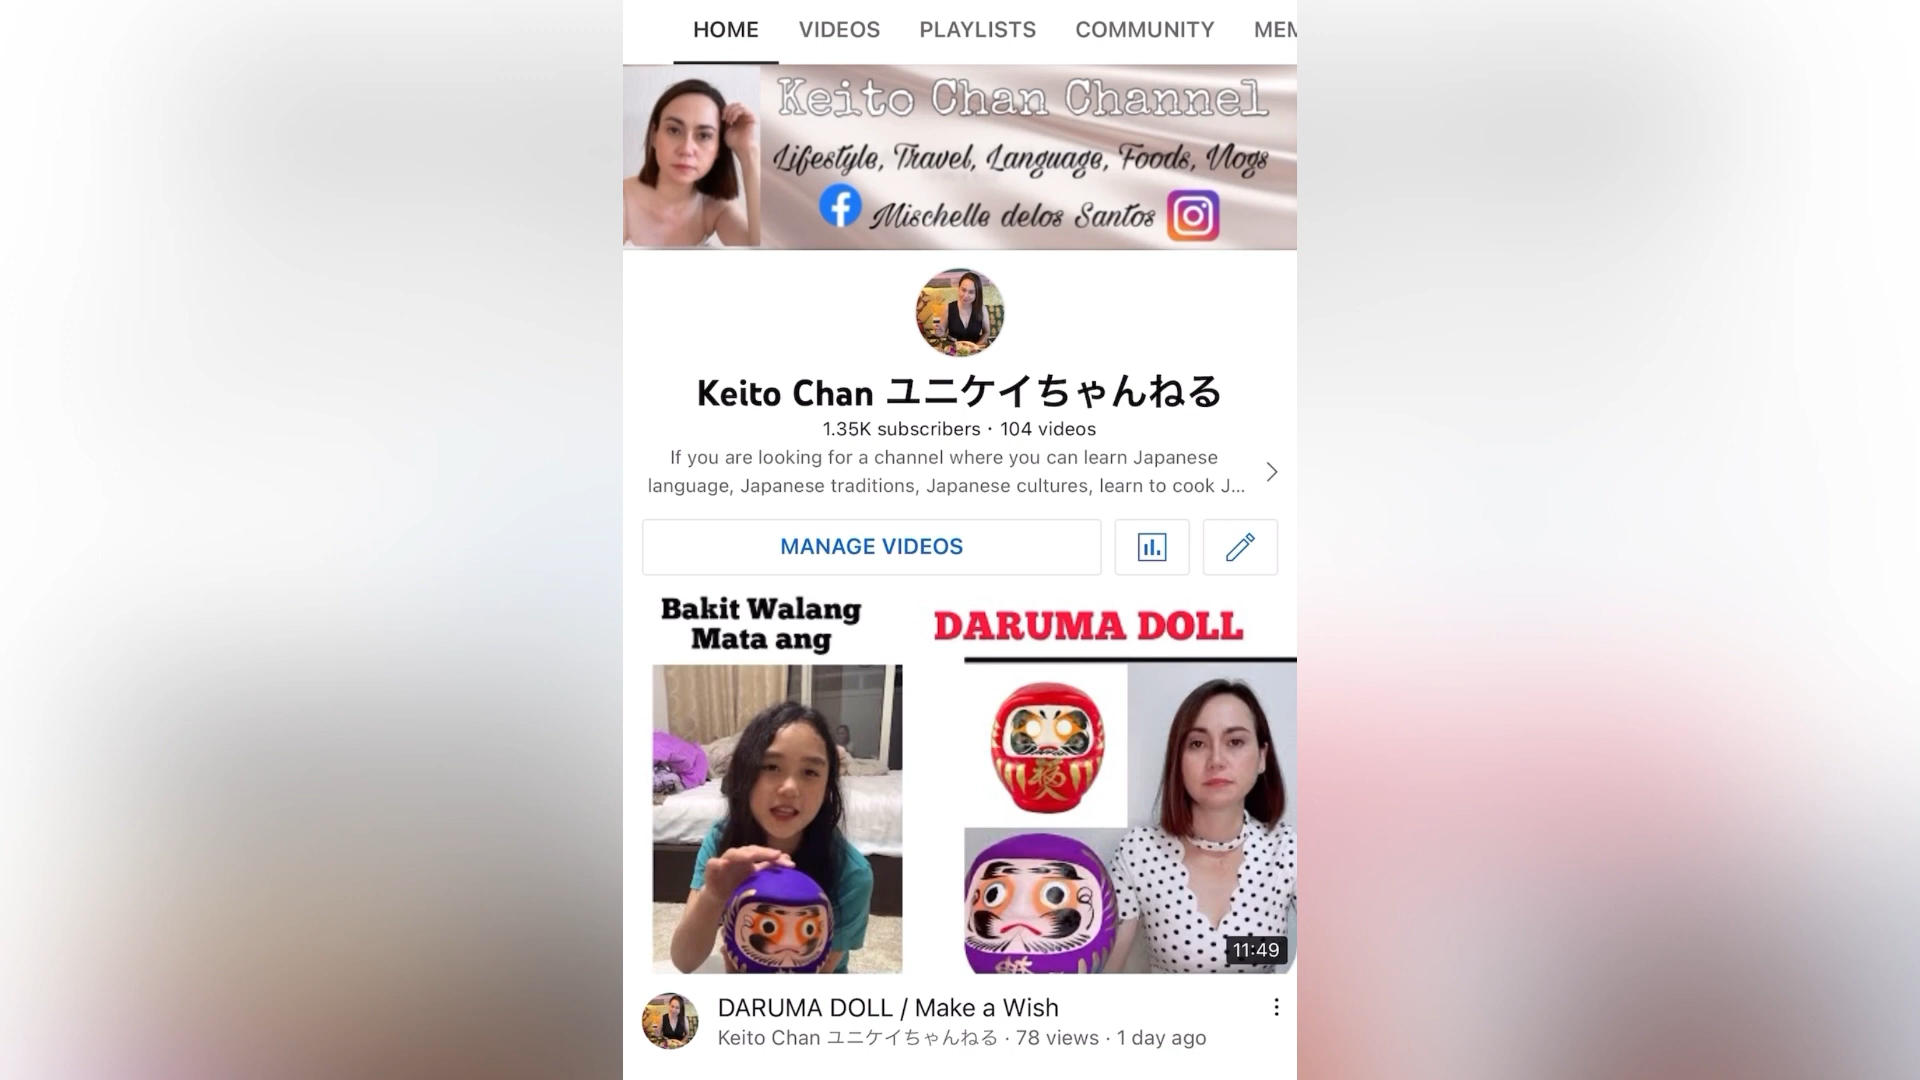 HOME VIDEOS PLAYLISTS COMMUNITY MEM
Keito Chan Channel
Lifestyle, Travel, Language, Foods, Vlogs
Mischelle delos Santos
Keito Chan ユニケイちゃんねる
1.35K subscribers · 104 videos
If you are looking for a channel where you can learn Japanese
language, Japanese traditions, Japanese cultures, learn to cook J...
MANAGE VIDEOS
Bakit Walang
Mata ang
DARUMA DOLL
11:49
DARUMA DOLL / Make a Wish
Keito Chan ユニケイちゃんねる · 78 views · 1 day ago